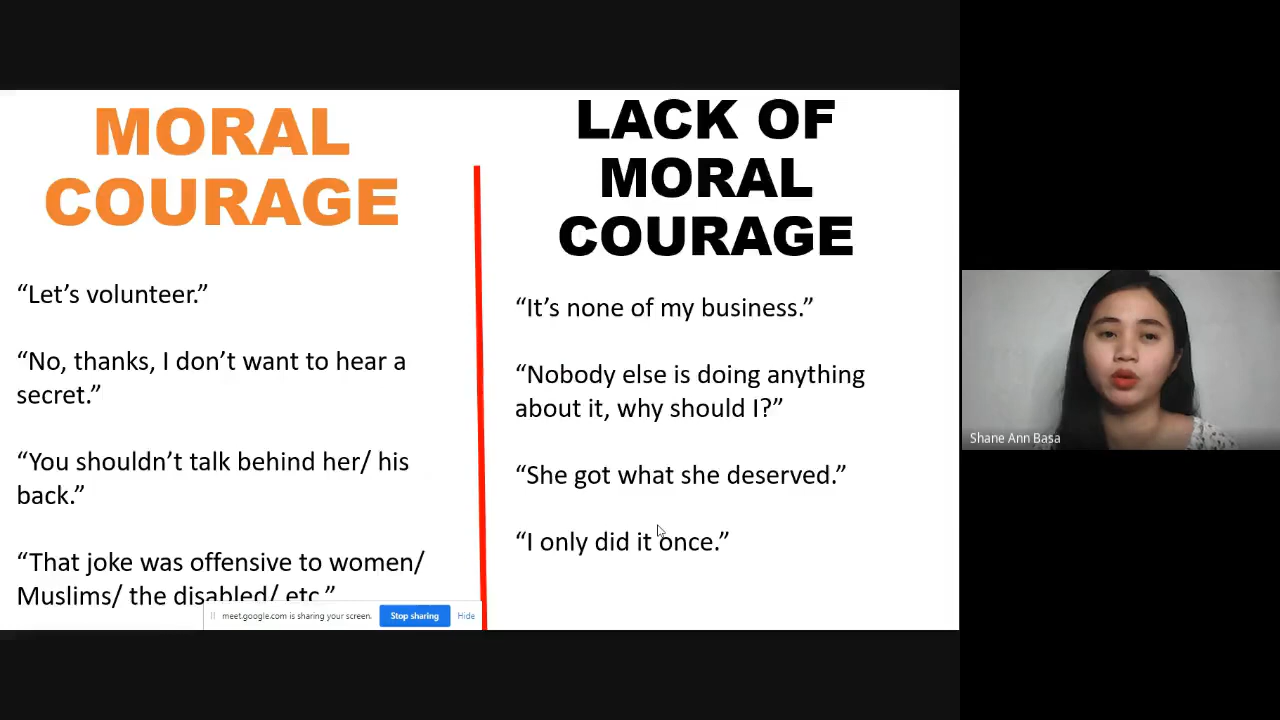 MORAL
COURAGE
“Let’s volunteer.”
“No, thanks, I don’t want to hear a
secret.”
“You shouldn’t talk behind her/ his
back.”
“That joke was offensive to women/
Muslims/ the disabled/ etc.”
meet.google.com is sharing your screen.
Stop sharing
Hide
LACK OF
MORAL
COURAGE
“It’s none of my business.”
“Nobody else is doing anything
about it, why should I?”
“She got what she deserved.”
“I only did it once.”
Shane Ann Basa